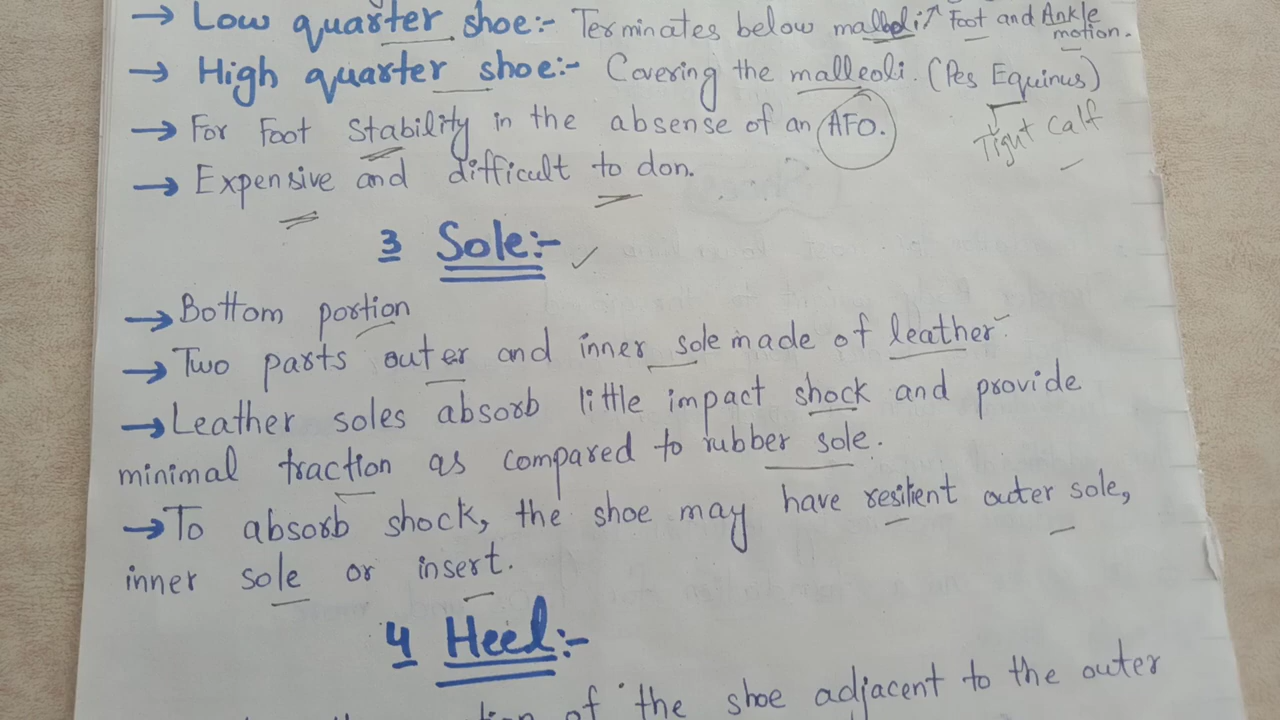 → Low quarter shoe:- Terminates below malleoli ↗ Foot and Ankle motion.
→ High quarter shoe:- Covering the malleoli. (Pes Equinus)
Tight calf
→ For Foot Stability in the absense of an AFO.
→ Expensive and difficult to don.
3 Sole:- ✓
→ Bottom portion
→ Two parts outer and inner sole made of leather
→ Leather soles absorb little impact shock and provide
minimal traction as compared to rubber sole.
→ To absorb shock, the shoe may have resilient outer sole,
inner sole or insert.
4 Heel:-
of the shoe adjacent to the outer